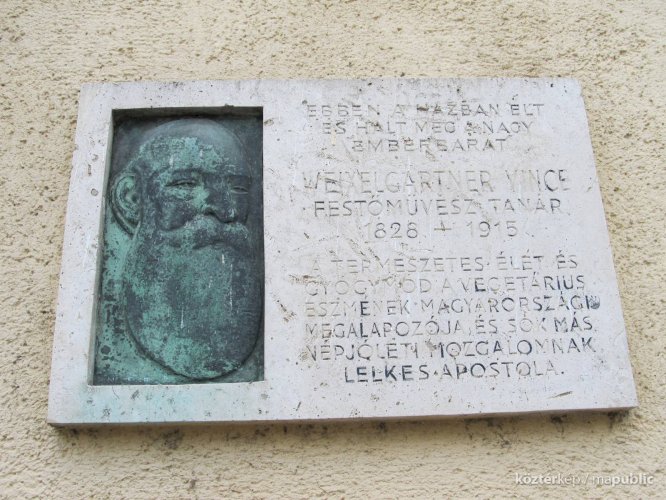 EBBEN A HÁZBAN ÉLT
ÉS HALT MEG A NAGY
EMBERBARÁT
WEIXELGÄRTNER VINCE
FESTŐMŰVÉSZ·TANÁR
1828 + 1915
A TERMÉSZETES·ÉLET ÉS
GYÓGYMÓD·A VEGETÁRIUS
ESZMÉNEK·MAGYARORSZÁGI
MEGALAPOZÓJA·ÉS SOK MÁS
NÉPJÓLÉTI MOZGALOMNAK
LELKES·APOSTOLA.
kozterkep / mapublic